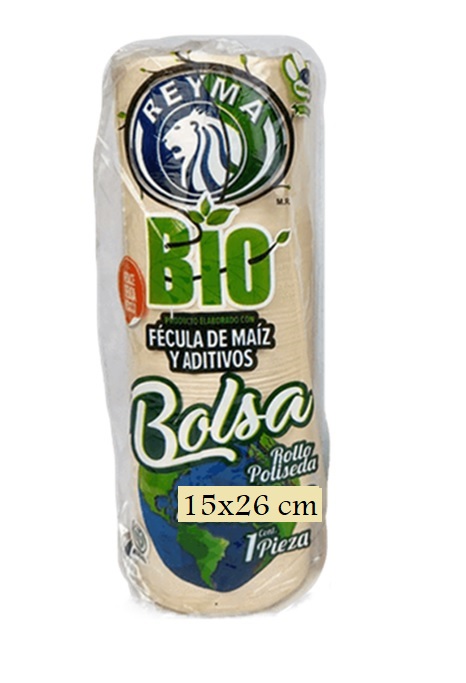 REYMA
M.R.
BIO
PRODUCTO ELABORADO CON
FÉCULA DE MAÍZ
Y ADITIVOS
Bolsa
Rollo
Poliseda
15x26 cm
Cont.
1 Pieza